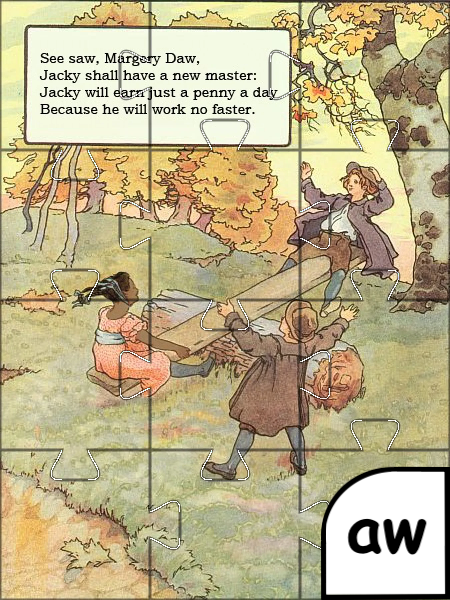 See saw, Margery Daw,
Jacky shall have a new master:
Jacky will earn just a penny a day
Because he will work no faster.
aw